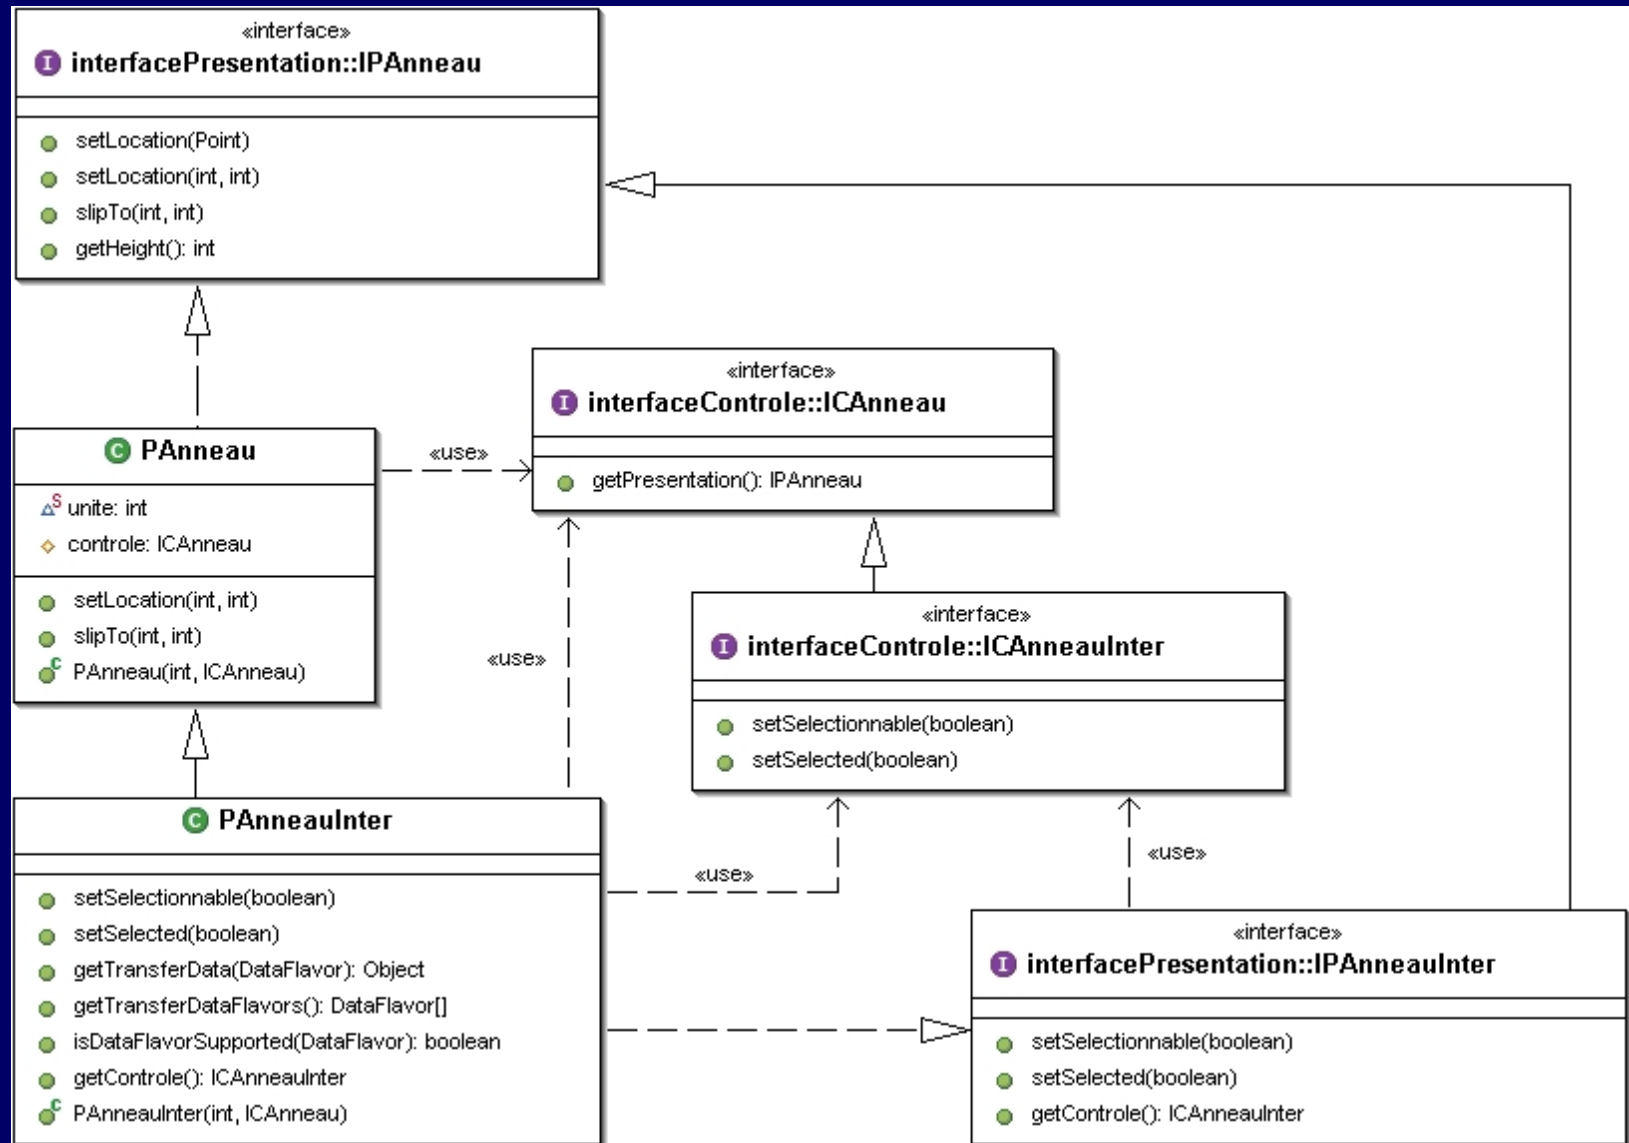 «interface»
I interfacePresentation::IPAnneau
setLocation(Point)
setLocation(int, int)
slipTo(int, int)
getHeight(): int
«interface»
I interfaceControle::ICAnneau
getPresentation(): IPAnneau
C PAnneau
S unite: int
controle: ICAnneau
setLocation(int, int)
slipTo(int, int)
C PAnneau(int, ICAnneau)
«use»
«use»
«interface»
I interfaceControle::ICAnneauInter
setSelectionnable(boolean)
setSelected(boolean)
C PAnneauInter
setSelectionnable(boolean)
setSelected(boolean)
getTransferData(DataFlavor): Object
getTransferDataFlavors(): DataFlavor[]
isDataFlavorSupported(DataFlavor): boolean
getControle(): ICAnneauInter
C PAnneauInter(int, ICAnneau)
«use»
«use»
«interface»
I interfacePresentation::IPAnneauInter
setSelectionnable(boolean)
setSelected(boolean)
getControle(): ICAnneauInter